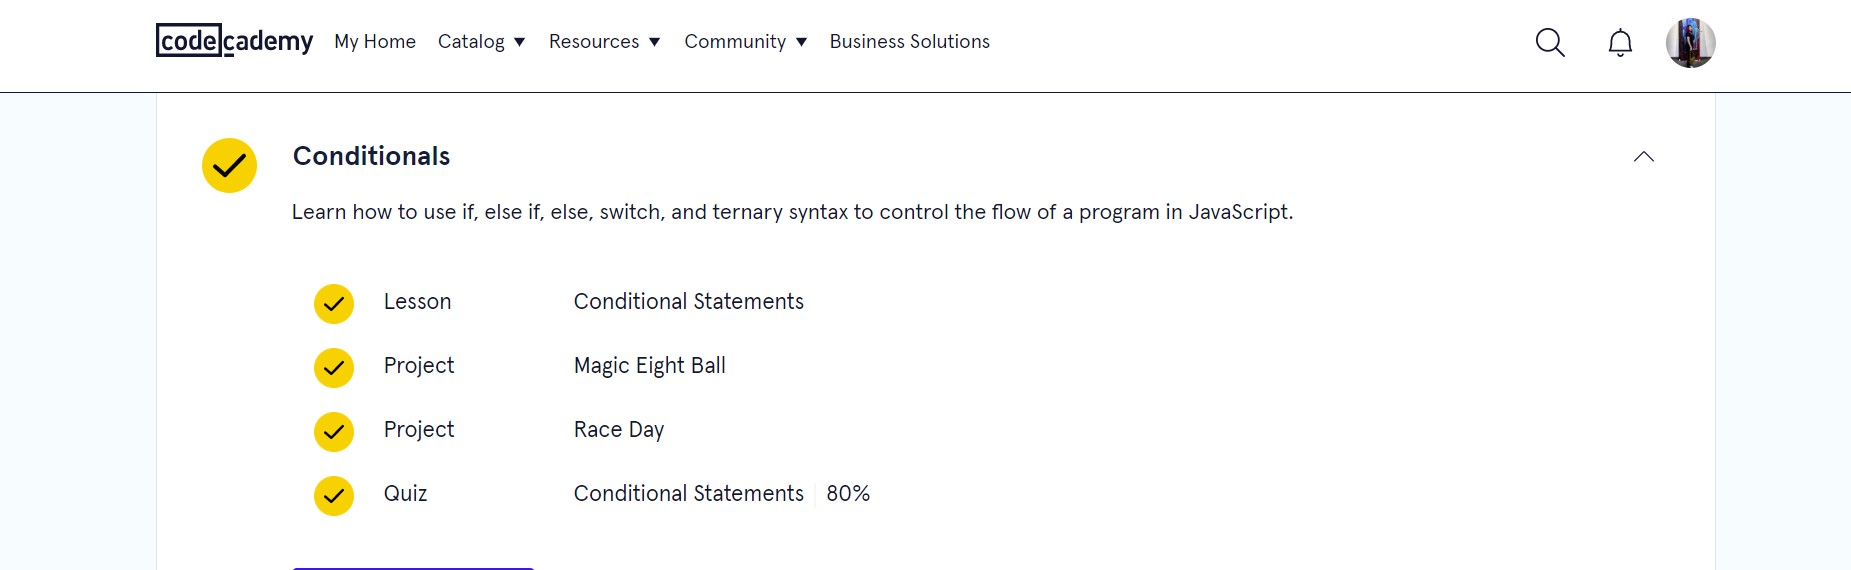 codecademy My Home Catalog Resources Community Business Solutions
Conditionals
Learn how to use if, else if, else, switch, and ternary syntax to control the flow of a program in JavaScript.
Lesson Conditional Statements
Project Magic Eight Ball
Project Race Day
Quiz Conditional Statements 80%